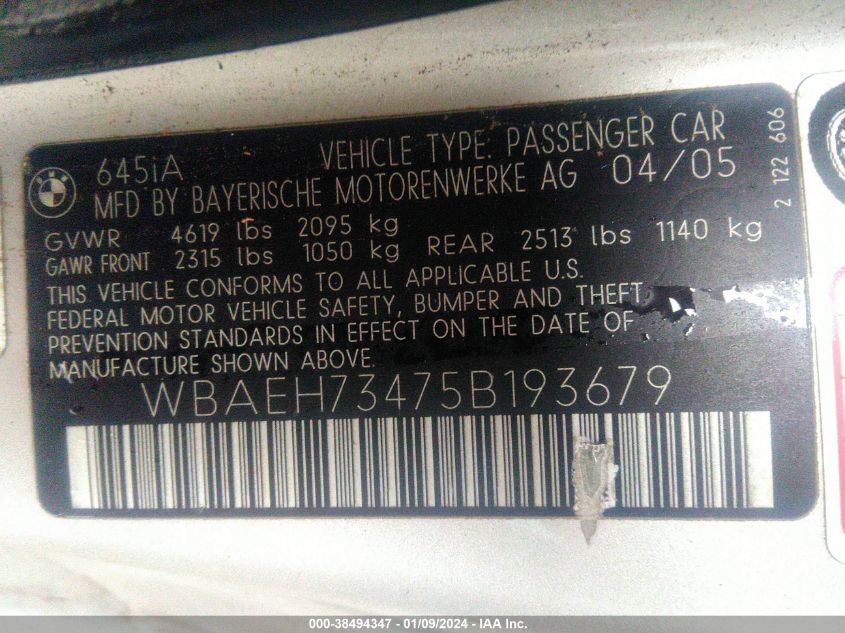 BMW
645iA VEHICLE TYPE: PASSENGER CAR
MFD BY BAYERISCHE MOTORENWERKE AG 04/05
GVWR 4619 lbs 2095 kg
GAWR FRONT 2315 lbs 1050 kg REAR 2513 lbs 1140 kg
THIS VEHICLE CONFORMS TO ALL APPLICABLE U.S.
FEDERAL MOTOR VEHICLE SAFETY, BUMPER AND THEFT
PREVENTION STANDARDS IN EFFECT ON THE DATE OF
MANUFACTURE SHOWN ABOVE.
WBAEH73475B193679
2 122 606
000-38494347 - 01/09/2024 - IAA Inc.